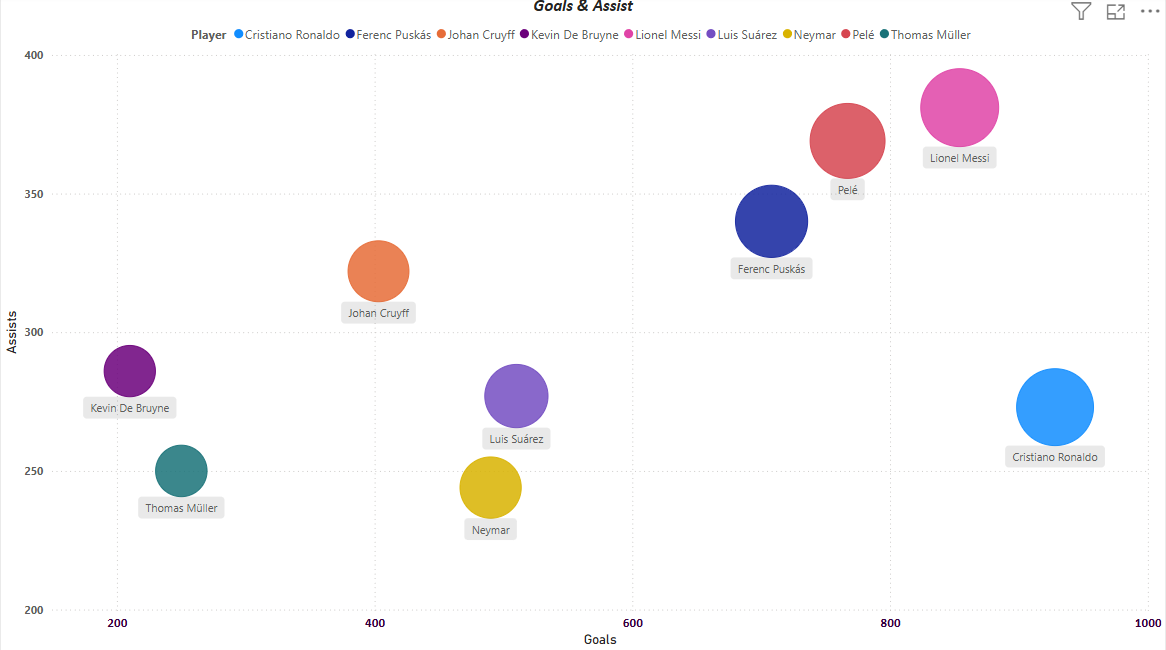 Goals & Assist
Player Cristiano Ronaldo Ferenc Puskás Johan Cruyff Kevin De Bruyne Lionel Messi Luis Suárez Neymar Pelé Thomas Müller
400
Lionel Messi
Pelé
350
Ferenc Puskás
Johan Cruyff
Assists
300
Kevin De Bruyne
Luis Suárez
Cristiano Ronaldo
250
Thomas Müller
Neymar
200
200 400 600 800 1000
Goals